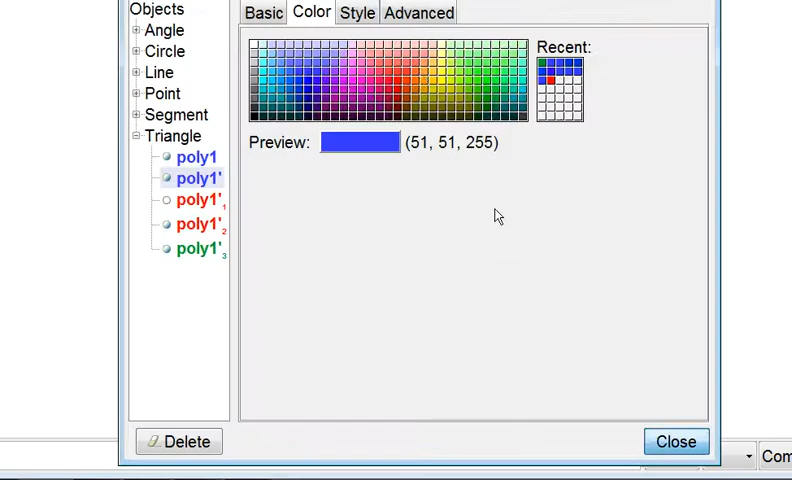 Objects
Angle
Circle
Line
Point
Segment
Triangle
poly1
poly1'
poly1'₁
poly1'₂
poly1'₃
Delete
Basic Color Style Advanced
Recent:
Preview: (51, 51, 255)
Close
Com